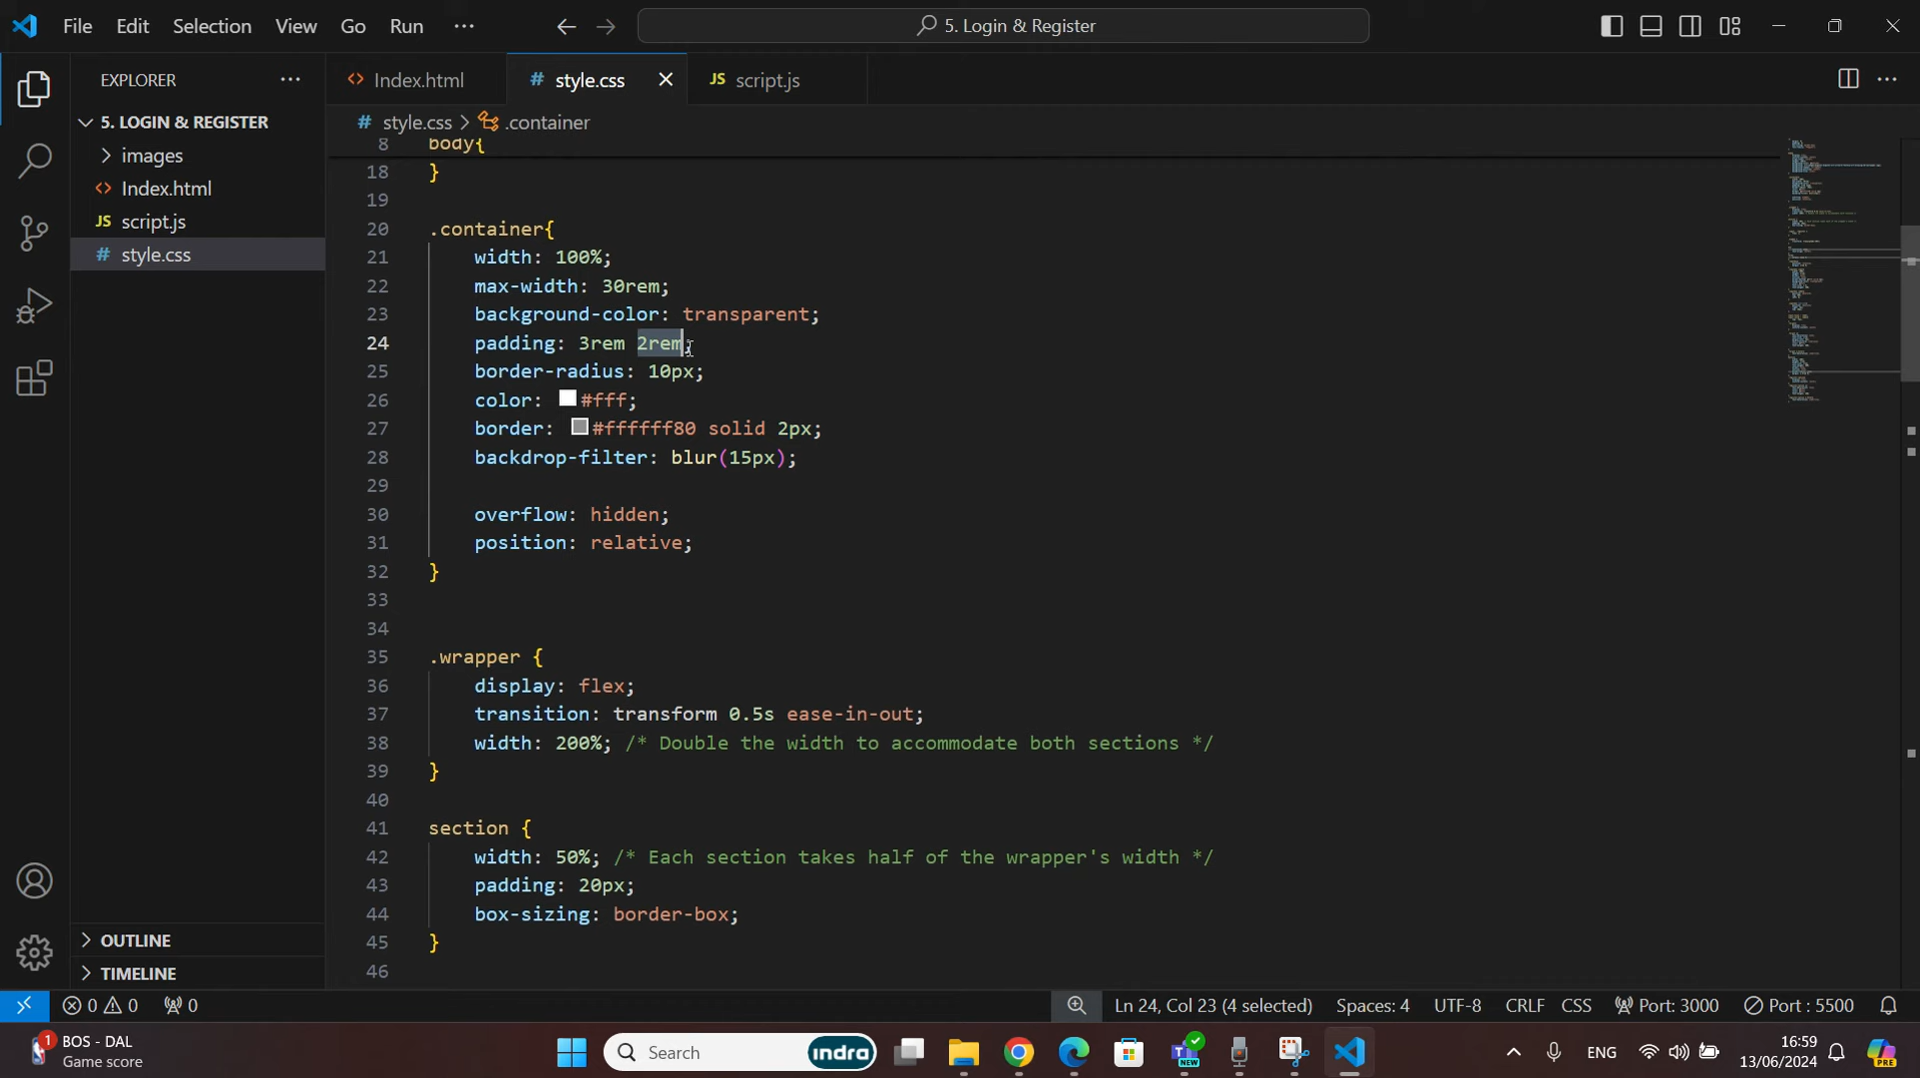 File Edit Selection View Go Run ··· 5. Login & Register
EXPLORER ···
5. LOGIN & REGISTER
images
Index.html
JS script.js
# style.css
OUTLINE
TIMELINE
Index.html # style.css JS script.js
# style.css > .container
8 body{
18 }
19
20 .container{
21 width: 100%;
22 max-width: 30rem;
23 background-color: transparent;
24 padding: 3rem 2rem;
25 border-radius: 10px;
26 color: #fff;
27 border: #ffffff80 solid 2px;
28 backdrop-filter: blur(15px);
29
30 overflow: hidden;
31 position: relative;
32 }
33
34
35 .wrapper {
36 display: flex;
37 transition: transform 0.5s ease-in-out;
38 width: 200%; /* Double the width to accommodate both sections */
39 }
40
41 section {
42 width: 50%; /* Each section takes half of the wrapper's width */
43 padding: 20px;
44 box-sizing: border-box;
45 }
46
0 0 0 Ln 24, Col 23 (4 selected) Spaces: 4 UTF-8 CRLF CSS Port: 3000 Port : 5500
1 BOS - DAL
Game score
Search indra
NEW
ENG
16:59
13/06/2024
PRE